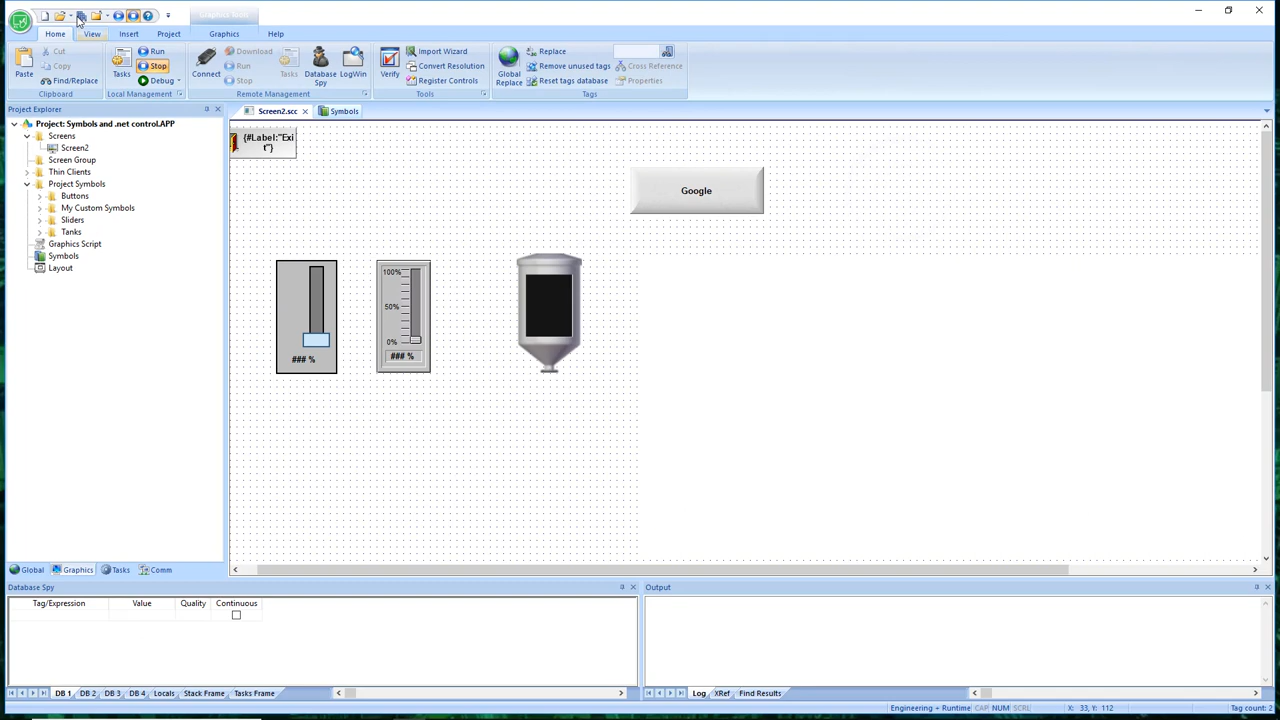 Graphics Tools
Home View Insert Project Graphics Help
Cut
Copy
Paste
Find/Replace
Clipboard
Tasks
Run
Stop
Debug
Local Management
Connect
Download
Run
Stop
Tasks
Database Spy
LogWin
Remote Management
Verify
Import Wizard
Convert Resolution
Register Controls
Tools
Global Replace
Replace
Remove unused tags
Reset tags database
Cross Reference
Properties
Tags
Project Explorer
Project: Symbols and .net control.APP
Screens
Screen2
Screen Group
Thin Clients
Project Symbols
Buttons
My Custom Symbols
Sliders
Tanks
Graphics Script
Symbols
Layout
Global Graphics Tasks Comm
Screen2.scc Symbols
{#Label:"Exi
t"}
Google
### %
100%
50%
0%
### %
Database Spy
Tag/Expression Value Quality Continuous
DB 1 DB 2 DB 3 DB 4 Locals Stack Frame Tasks Frame
Output
Log XRef Find Results
Engineering + Runtime CAP NUM SCRL X: 33, Y: 112 Tag count: 2